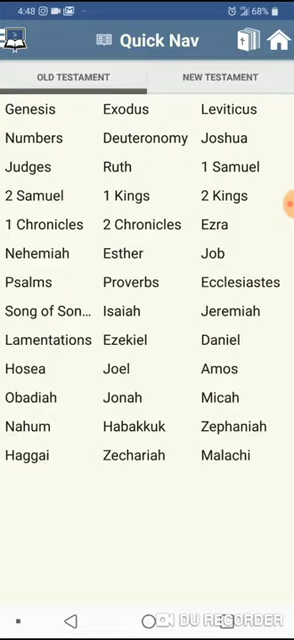 4:48 68%
Quick Nav
OLD TESTAMENT NEW TESTAMENT
Genesis Exodus Leviticus
Numbers Deuteronomy Joshua
Judges Ruth 1 Samuel
2 Samuel 1 Kings 2 Kings
1 Chronicles 2 Chronicles Ezra
Nehemiah Esther Job
Psalms Proverbs Ecclesiastes
Song of Son... Isaiah Jeremiah
Lamentations Ezekiel Daniel
Hosea Joel Amos
Obadiah Jonah Micah
Nahum Habakkuk Zephaniah
Haggai Zechariah Malachi
DU RECORDER